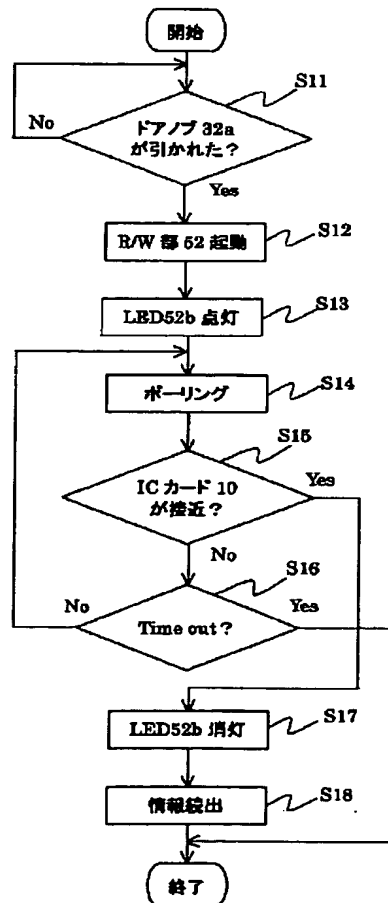 開始
S11
No
ドアノブ 32a
が引かれた?
Yes
R/W 部 52 起動
S12
LED52b 点灯
S13
ポーリング
S14
S15
IC カード 10
が接近?
Yes
No
S16
No
Time out?
Yes
LED52b 消灯
S17
情報読出
S18
終了